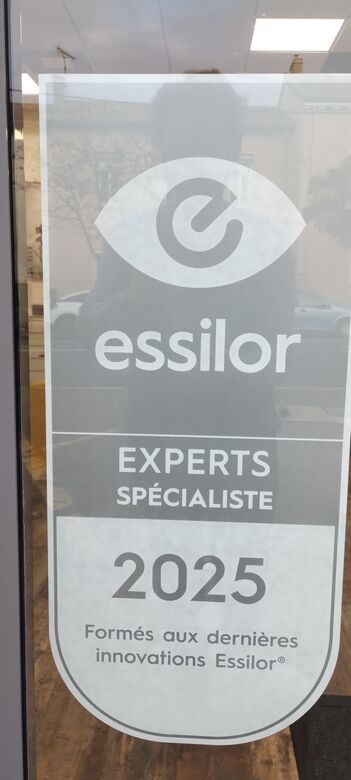 essilor
EXPERTS
SPÉCIALISTE
2025
Formés aux dernières
innovations Essilor®